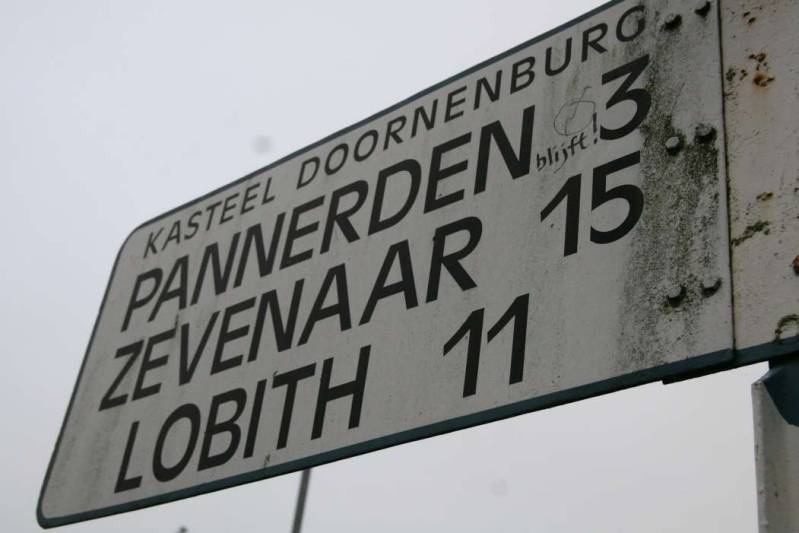 KASTEEL DOORNENBURG
PANNERDEN blijft! 3
ZEVENAAR 15
LOBITH 11